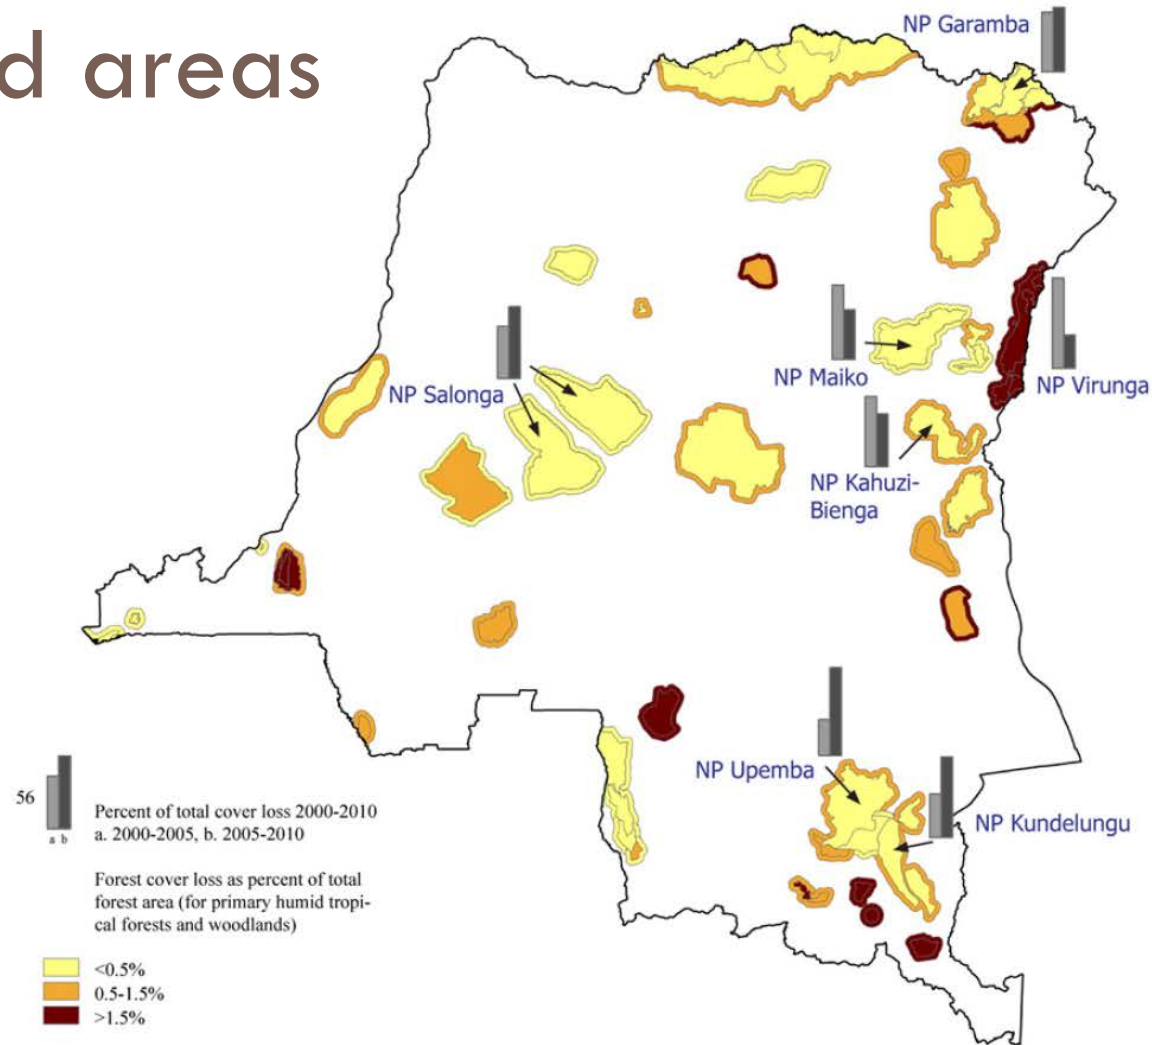 d areas
NP Garamba
NP Salonga
NP Maiko
NP Virunga
NP Kahuzi-
Bienga
NP Upemba
NP Kundelungu
56
a b
Percent of total cover loss 2000-2010
a. 2000-2005, b. 2005-2010
Forest cover loss as percent of total
forest area (for primary humid tropi-
cal forests and woodlands)
<0.5%
0.5-1.5%
>1.5%